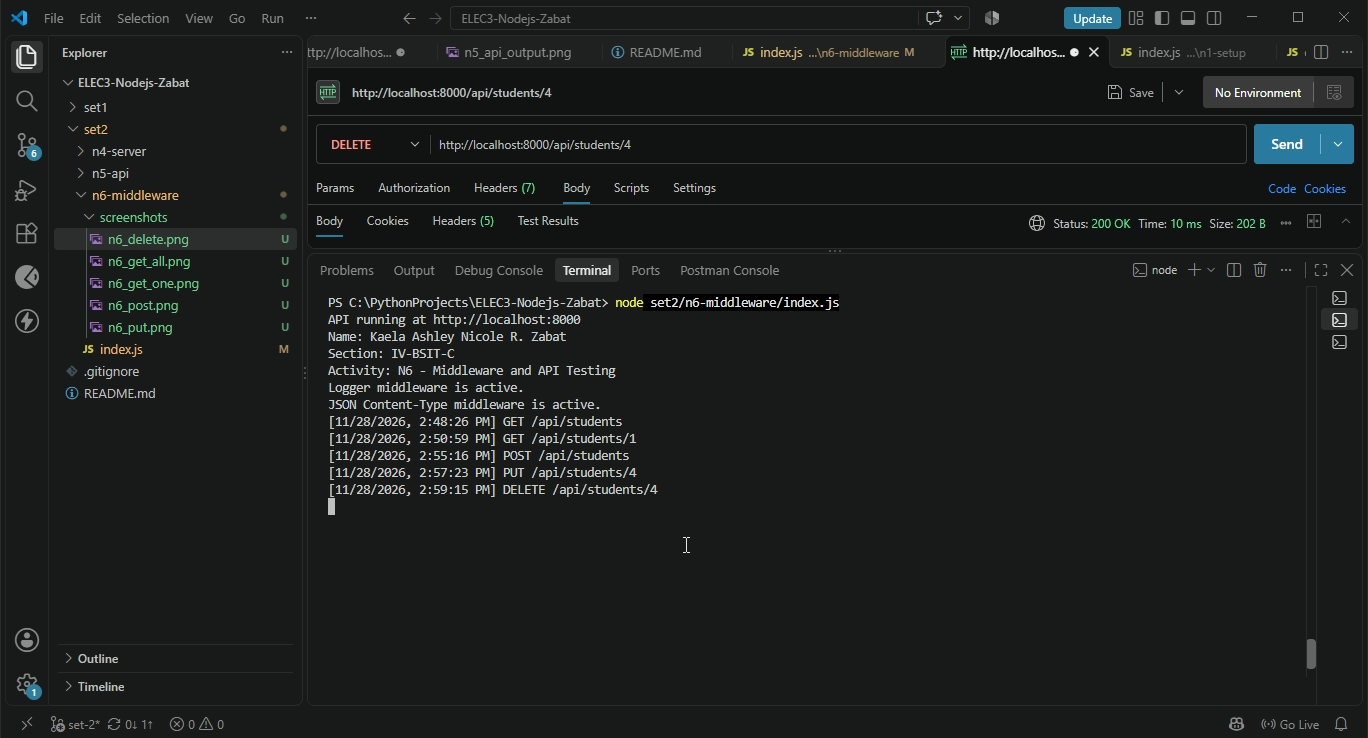 File Edit Selection View Go Run ··· ELEC3-Nodejs-Zabat Update
Explorer ···
ELEC3-Nodejs-Zabat
set1
set2
n4-server
n5-api
n6-middleware
screenshots
n6_delete.png U
n6_get_all.png U
n6_get_one.png U
n6_post.png U
n6_put.png U
JS index.js M
.gitignore
README.md
Outline
Timeline
6
1
ttp://localhos... n5_api_output.png README.md JS index.js ...\n6-middleware M HTTP http://localhos... JS index.js ...\n1-setup JS
HTTP http://localhost:8000/api/students/4 Save No Environment
DELETE http://localhost:8000/api/students/4 Send
Params Authorization Headers (7) Body Scripts Settings Code Cookies
Body Cookies Headers (5) Test Results Status: 200 OK Time: 10 ms Size: 202 B
Problems Output Debug Console Terminal Ports Postman Console node
PS C:\PythonProjects\ELEC3-Nodejs-Zabat> node set2/n6-middleware/index.js
API running at http://localhost:8000
Name: Kaela Ashley Nicole R. Zabat
Section: IV-BSIT-C
Activity: N6 - Middleware and API Testing
Logger middleware is active.
JSON Content-Type middleware is active.
[11/28/2026, 2:48:26 PM] GET /api/students
[11/28/2026, 2:50:59 PM] GET /api/students/1
[11/28/2026, 2:55:16 PM] POST /api/students
[11/28/2026, 2:57:23 PM] PUT /api/students/4
[11/28/2026, 2:59:15 PM] DELETE /api/students/4
set-2* 0↓ 1↑ 0 0 Go Live